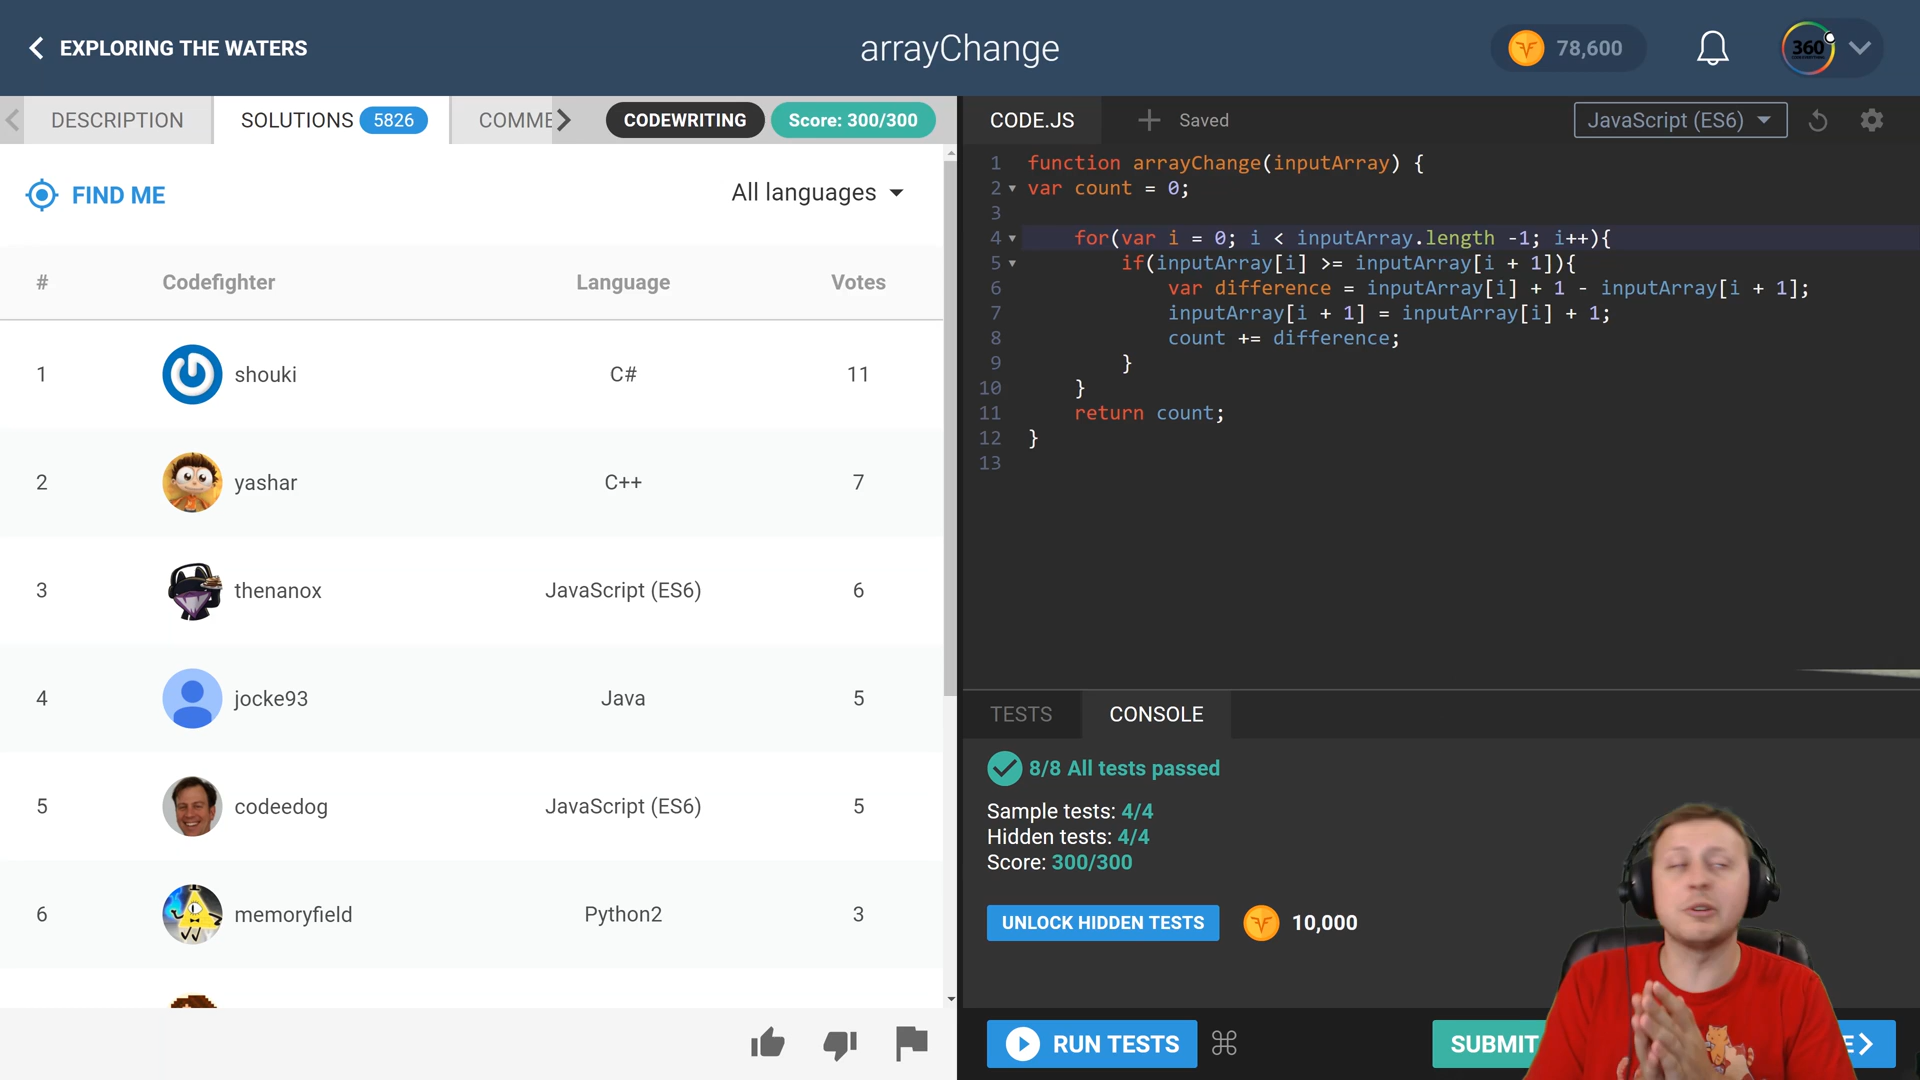 EXPLORING THE WATERS
arrayChange
78,600
360
DESCRIPTION
SOLUTIONS 5826
COMME
CODEWRITING
Score: 300/300
FIND ME
All languages
# Codefighter Language Votes
1 shouki C# 11
2 yashar C++ 7
3 thenanox JavaScript (ES6) 6
4 jocke93 Java 5
5 codeedog JavaScript (ES6) 5
6 memoryfield Python2 3
CODE.JS
Saved
JavaScript (ES6)
1 function arrayChange(inputArray) {
2 var count = 0;
3
4 for(var i = 0; i < inputArray.length -1; i++){
5 if(inputArray[i] >= inputArray[i + 1]){
6 var difference = inputArray[i] + 1 - inputArray[i + 1];
7 inputArray[i + 1] = inputArray[i] + 1;
8 count += difference;
9 }
10 }
11 return count;
12 }
13
TESTS
CONSOLE
8/8 All tests passed
Sample tests: 4/4
Hidden tests: 4/4
Score: 300/300
UNLOCK HIDDEN TESTS
10,000
RUN TESTS
SUBMIT
E